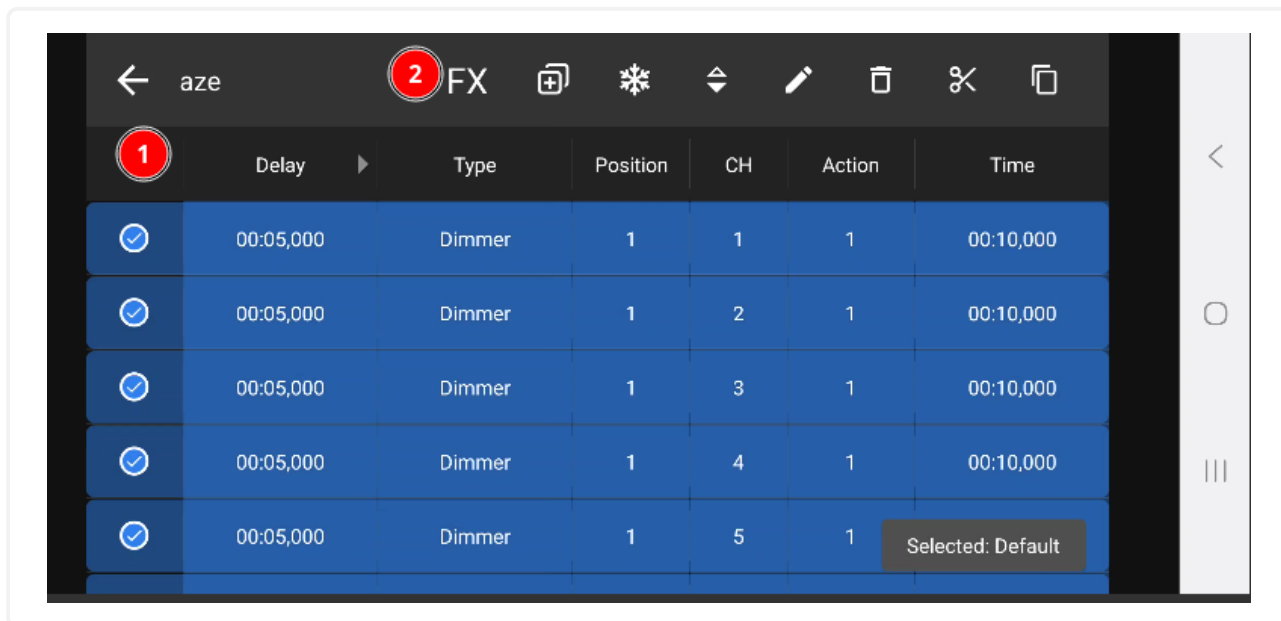 aze 2 FX
1 Delay Type Position CH Action Time
00:05,000 Dimmer 1 1 1 00:10,000
00:05,000 Dimmer 1 2 1 00:10,000
00:05,000 Dimmer 1 3 1 00:10,000
00:05,000 Dimmer 1 4 1 00:10,000
00:05,000 Dimmer 1 5 1
Selected: Default